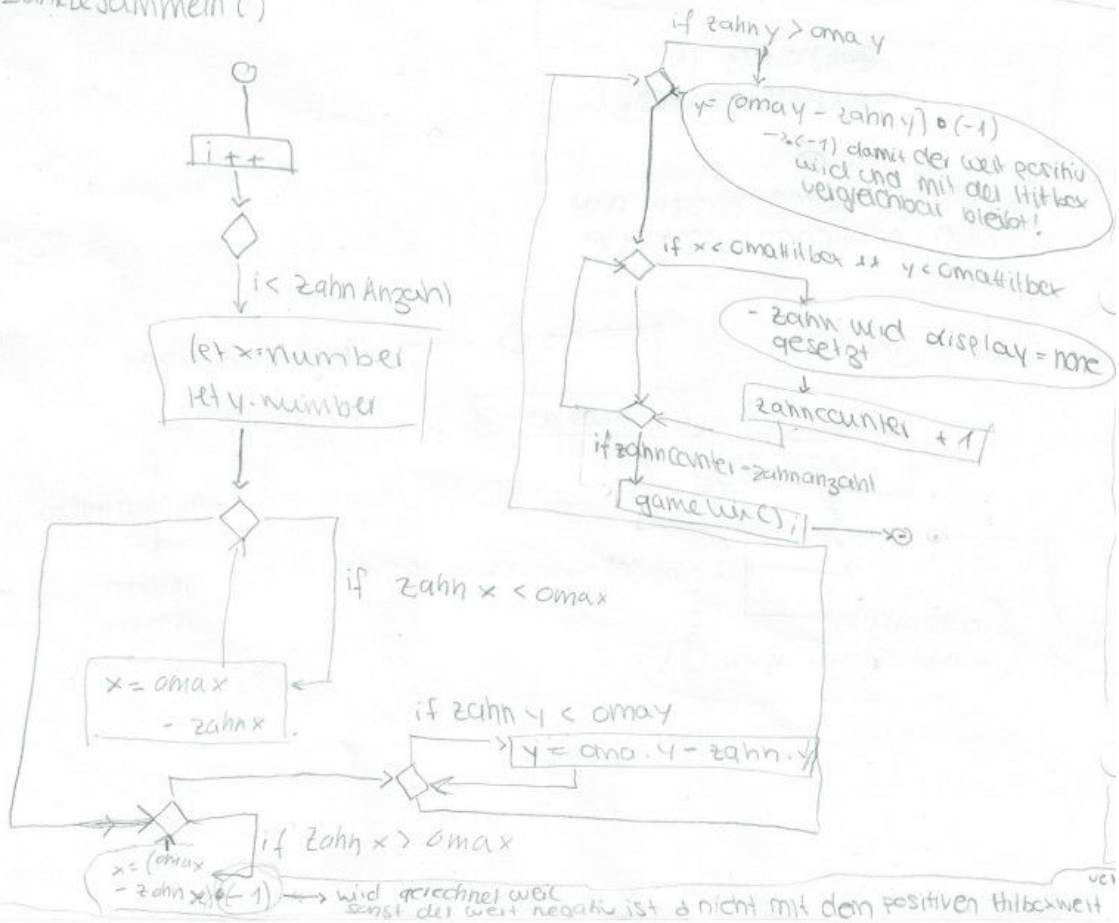 i++
i < zahnAnzahl
let x:number
let y:number
if zahn x < omax
x = omax
- zahnx
if zahn y < omay
y = oma.y - zahn.y
if zahn x > omax
x = (omax
- zahn x) • (-1) → wird gerechnet weil
sonst der wert negativ ist & nicht mit dem positiven Hitboxwert
if zahn y > oma y
y = (oma y - zahn y) • (-1)
(-1) damit der wert positiv
wird und mit der Hitbox
vergleichbar bleibt!
if x < omaHitbox && y < omaHitbox
- zahn wird display = none
gesetzt
zahncounter + 1
if zahncounter = zahnanzahl
gameWin();